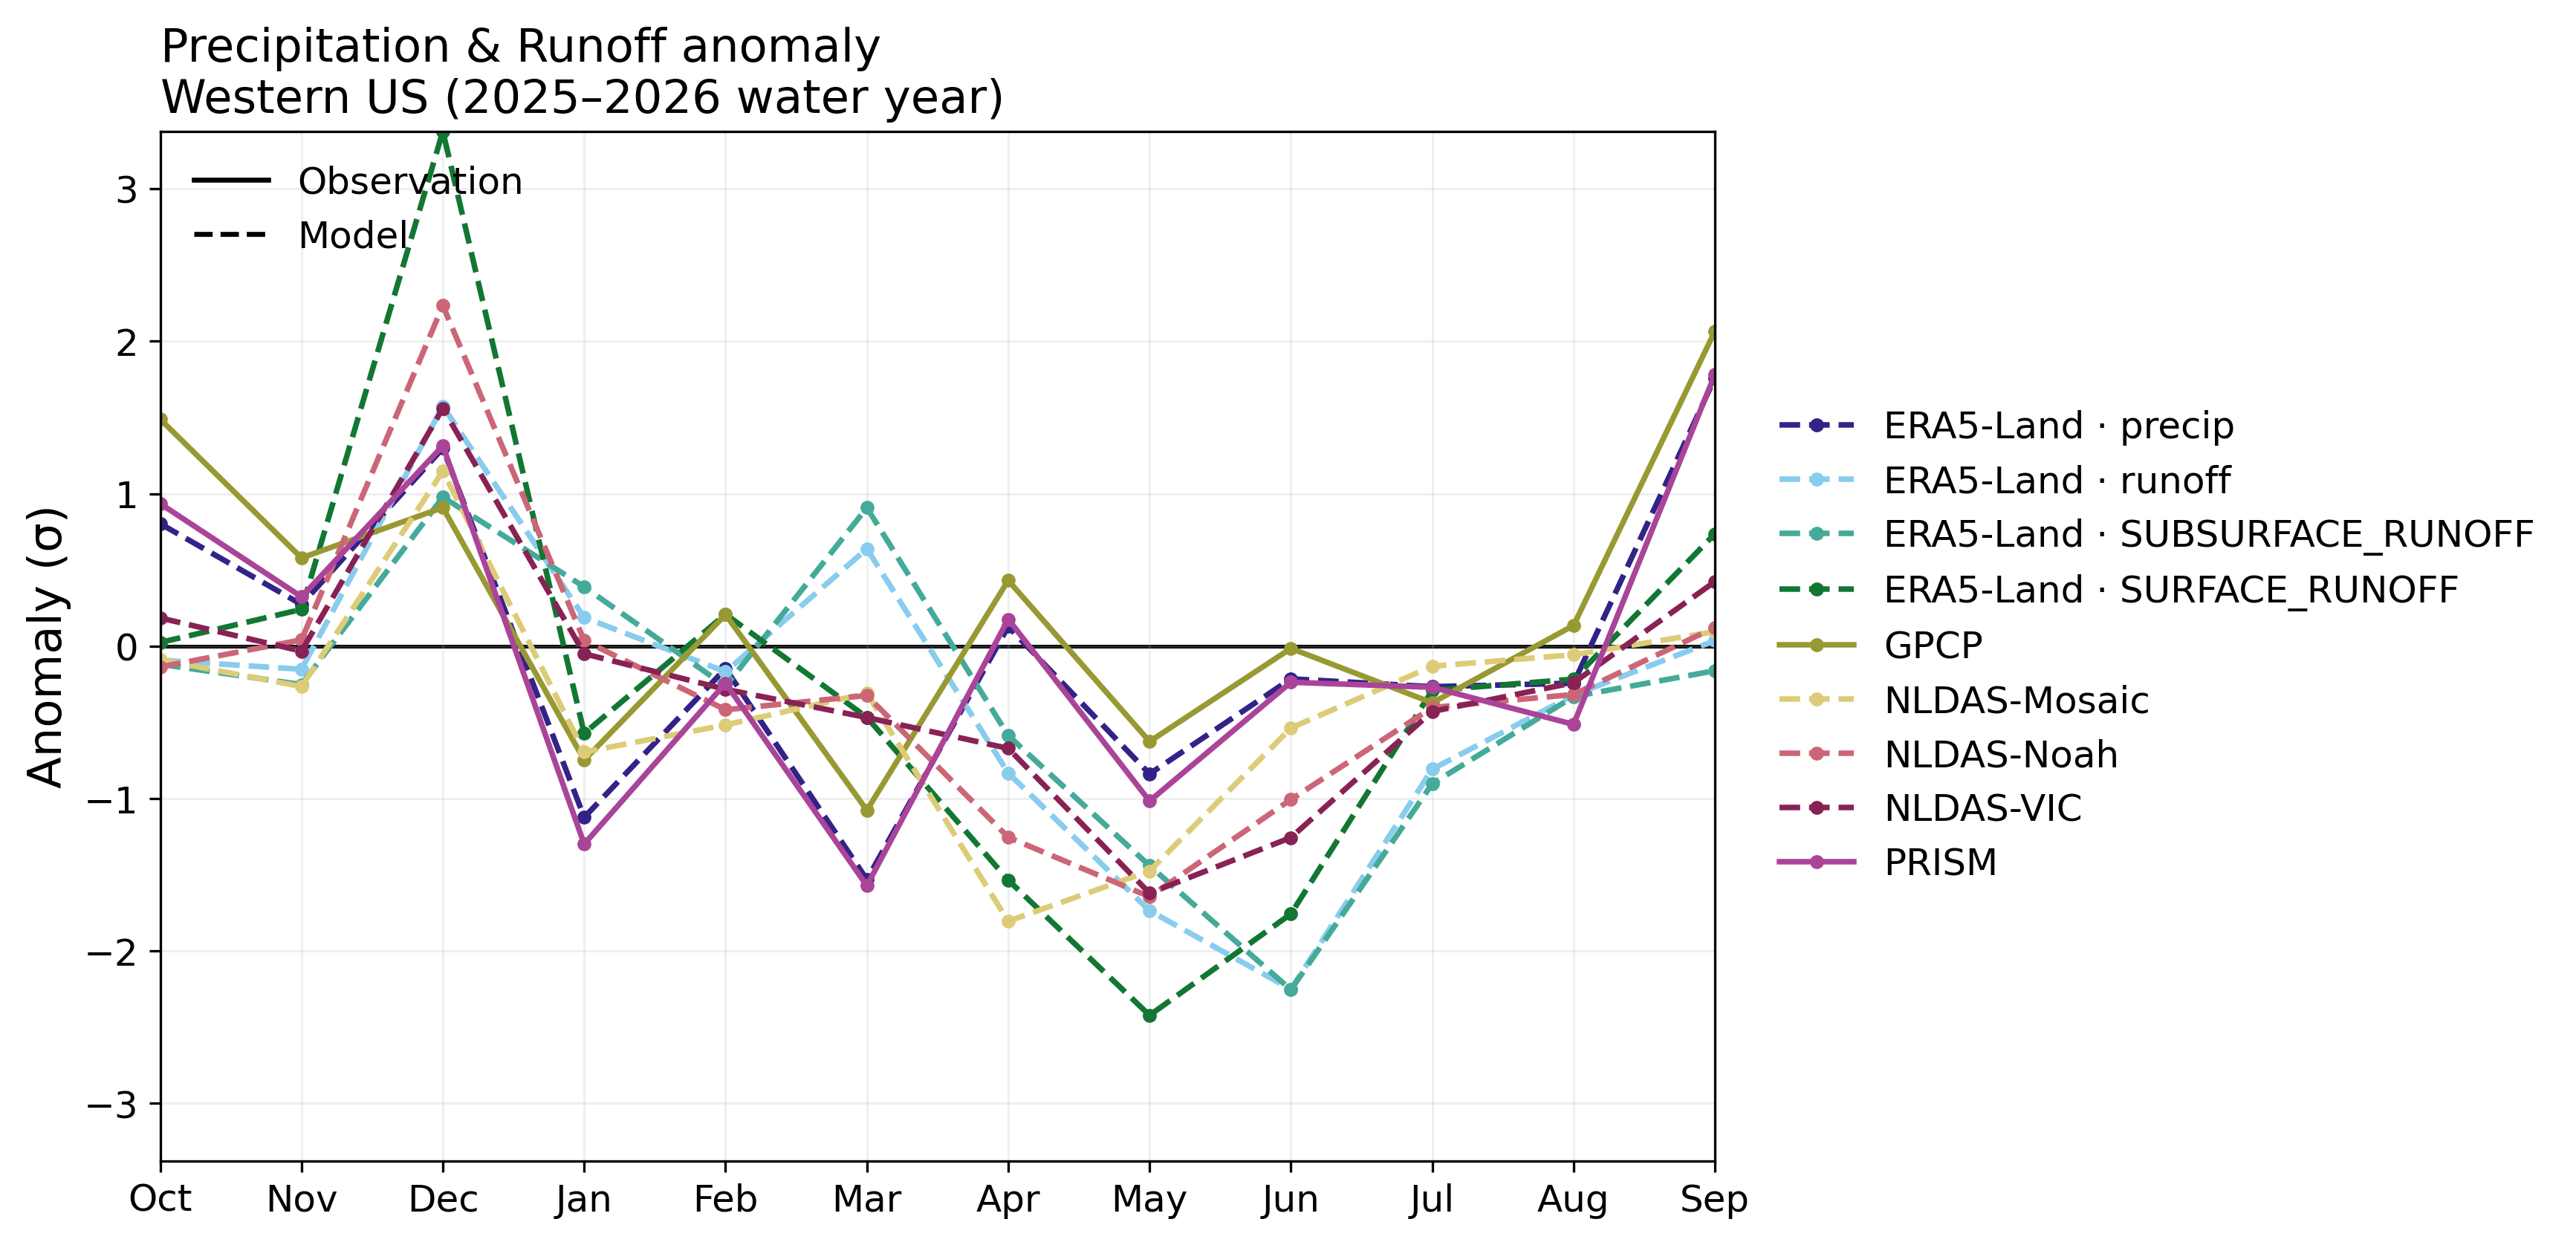 Precipitation & Runoff anomaly
Western US (2025–2026 water year)
Observation
Model
Anomaly (σ)
3
2
1
0
−1
−2
−3
Oct Nov Dec Jan Feb Mar Apr May Jun Jul Aug Sep
ERA5-Land · precip
ERA5-Land · runoff
ERA5-Land · SUBSURFACE_RUNOFF
ERA5-Land · SURFACE_RUNOFF
GPCP
NLDAS-Mosaic
NLDAS-Noah
NLDAS-VIC
PRISM